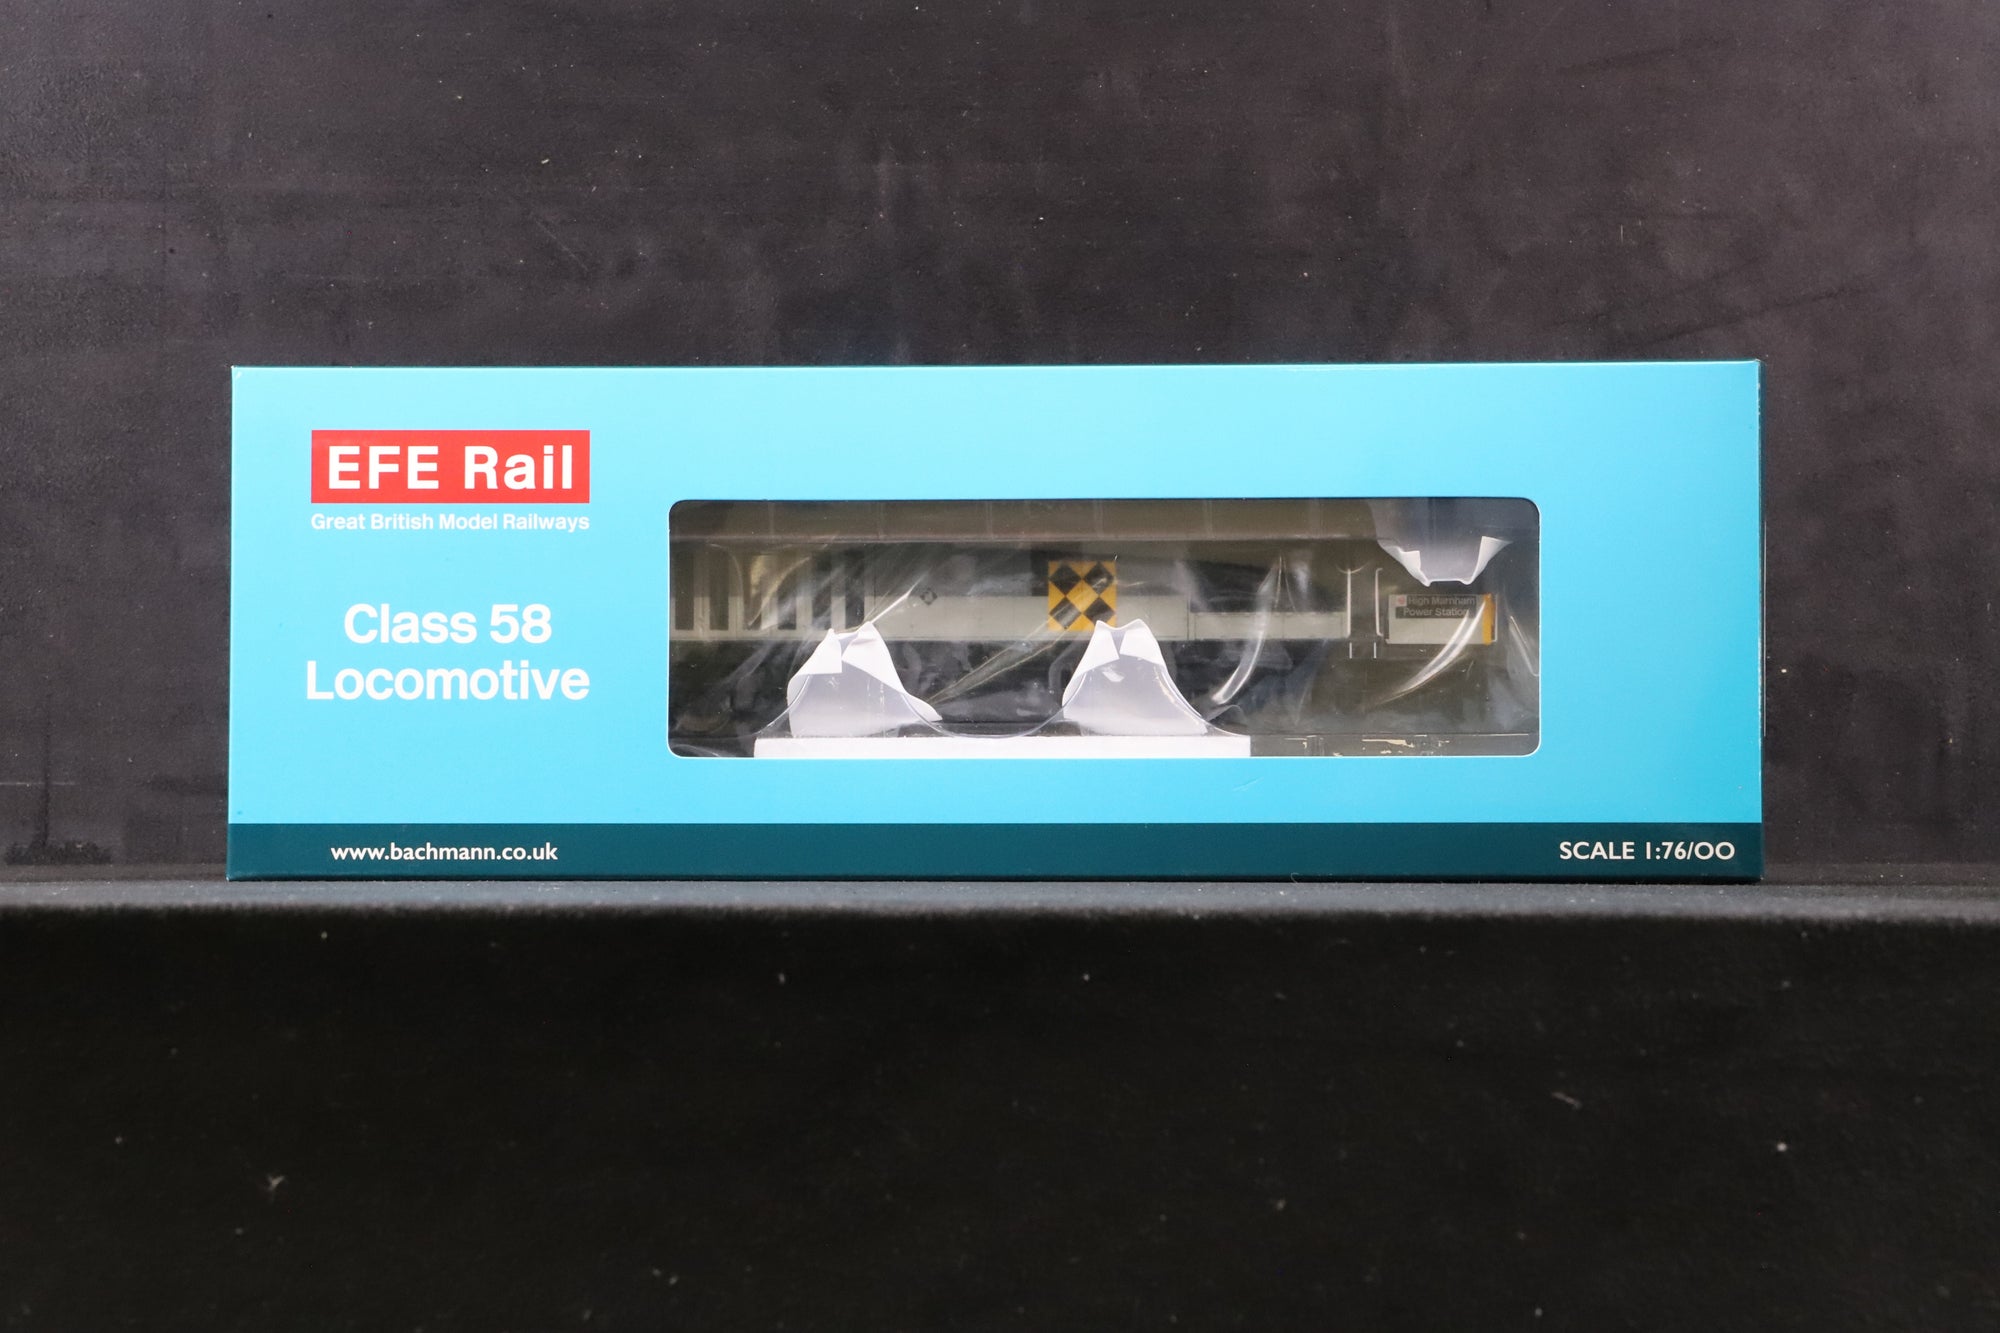 EFE Rail
Great British Model Railways
Class 58
Locomotive
High Marnham
Power Station
www.bachmann.co.uk
SCALE 1:76/OO